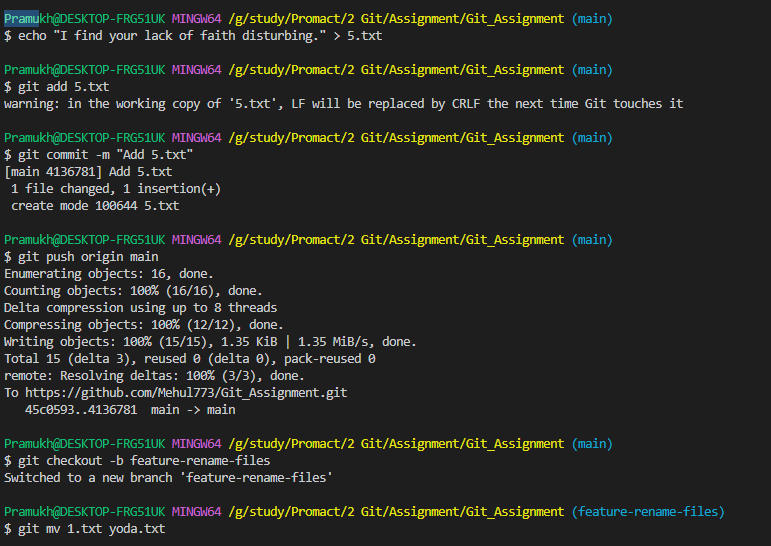 Pramukh@DESKTOP-FRG51UK MINGW64 /g/study/Promact/2 Git/Assignment/Git_Assignment (main)
$ echo "I find your lack of faith disturbing." > 5.txt
Pramukh@DESKTOP-FRG51UK MINGW64 /g/study/Promact/2 Git/Assignment/Git_Assignment (main)
$ git add 5.txt
warning: in the working copy of '5.txt', LF will be replaced by CRLF the next time Git touches it
Pramukh@DESKTOP-FRG51UK MINGW64 /g/study/Promact/2 Git/Assignment/Git_Assignment (main)
$ git commit -m "Add 5.txt"
[main 4136781] Add 5.txt
 1 file changed, 1 insertion(+)
 create mode 100644 5.txt
Pramukh@DESKTOP-FRG51UK MINGW64 /g/study/Promact/2 Git/Assignment/Git_Assignment (main)
$ git push origin main
Enumerating objects: 16, done.
Counting objects: 100% (16/16), done.
Delta compression using up to 8 threads
Compressing objects: 100% (12/12), done.
Writing objects: 100% (15/15), 1.35 KiB | 1.35 MiB/s, done.
Total 15 (delta 3), reused 0 (delta 0), pack-reused 0
remote: Resolving deltas: 100% (3/3), done.
To https://github.com/Mehul773/Git_Assignment.git
   45c0593..4136781  main -> main
Pramukh@DESKTOP-FRG51UK MINGW64 /g/study/Promact/2 Git/Assignment/Git_Assignment (main)
$ git checkout -b feature-rename-files
Switched to a new branch 'feature-rename-files'
Pramukh@DESKTOP-FRG51UK MINGW64 /g/study/Promact/2 Git/Assignment/Git_Assignment (feature-rename-files)
$ git mv 1.txt yoda.txt